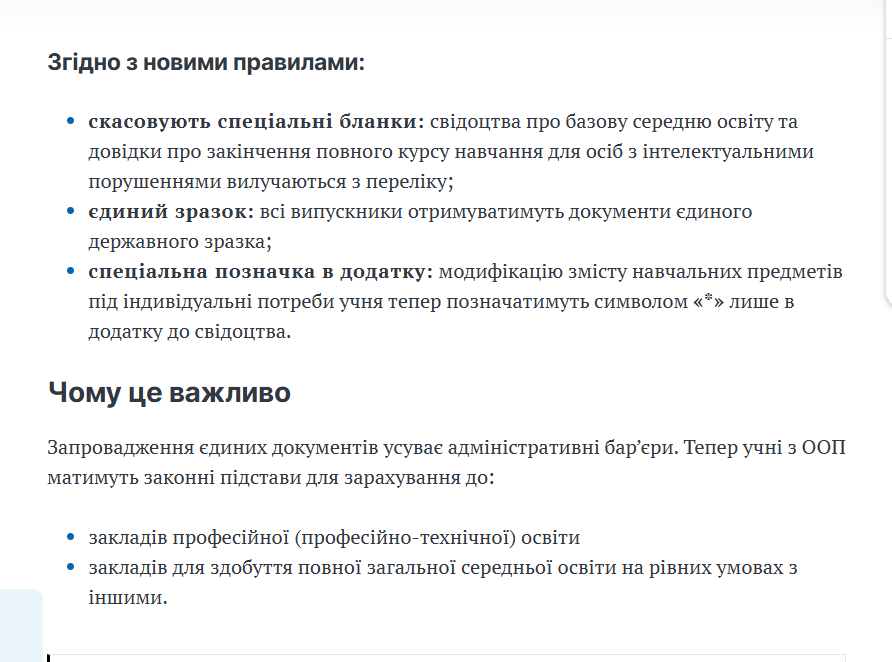 Згідно з новими правилами:
скасовують спеціальні бланки: свідоцтва про базову середню освіту та
довідки про закінчення повного курсу навчання для осіб з інтелектуальними
порушеннями вилучаються з переліку;
єдиний зразок: всі випускники отримуватимуть документи єдиного
державного зразка;
спеціальна позначка в додатку: модифікацію змісту навчальних предметів
під індивідуальні потреби учня тепер позначатимуть символом «*» лише в
додатку до свідоцтва.
Чому це важливо
Запровадження єдиних документів усуває адміністративні бар’єри. Тепер учні з ООП
матимуть законні підстави для зарахування до:
закладів професійної (професійно-технічної) освіти
закладів для здобуття повної загальної середньої освіти на рівних умовах з
іншими.